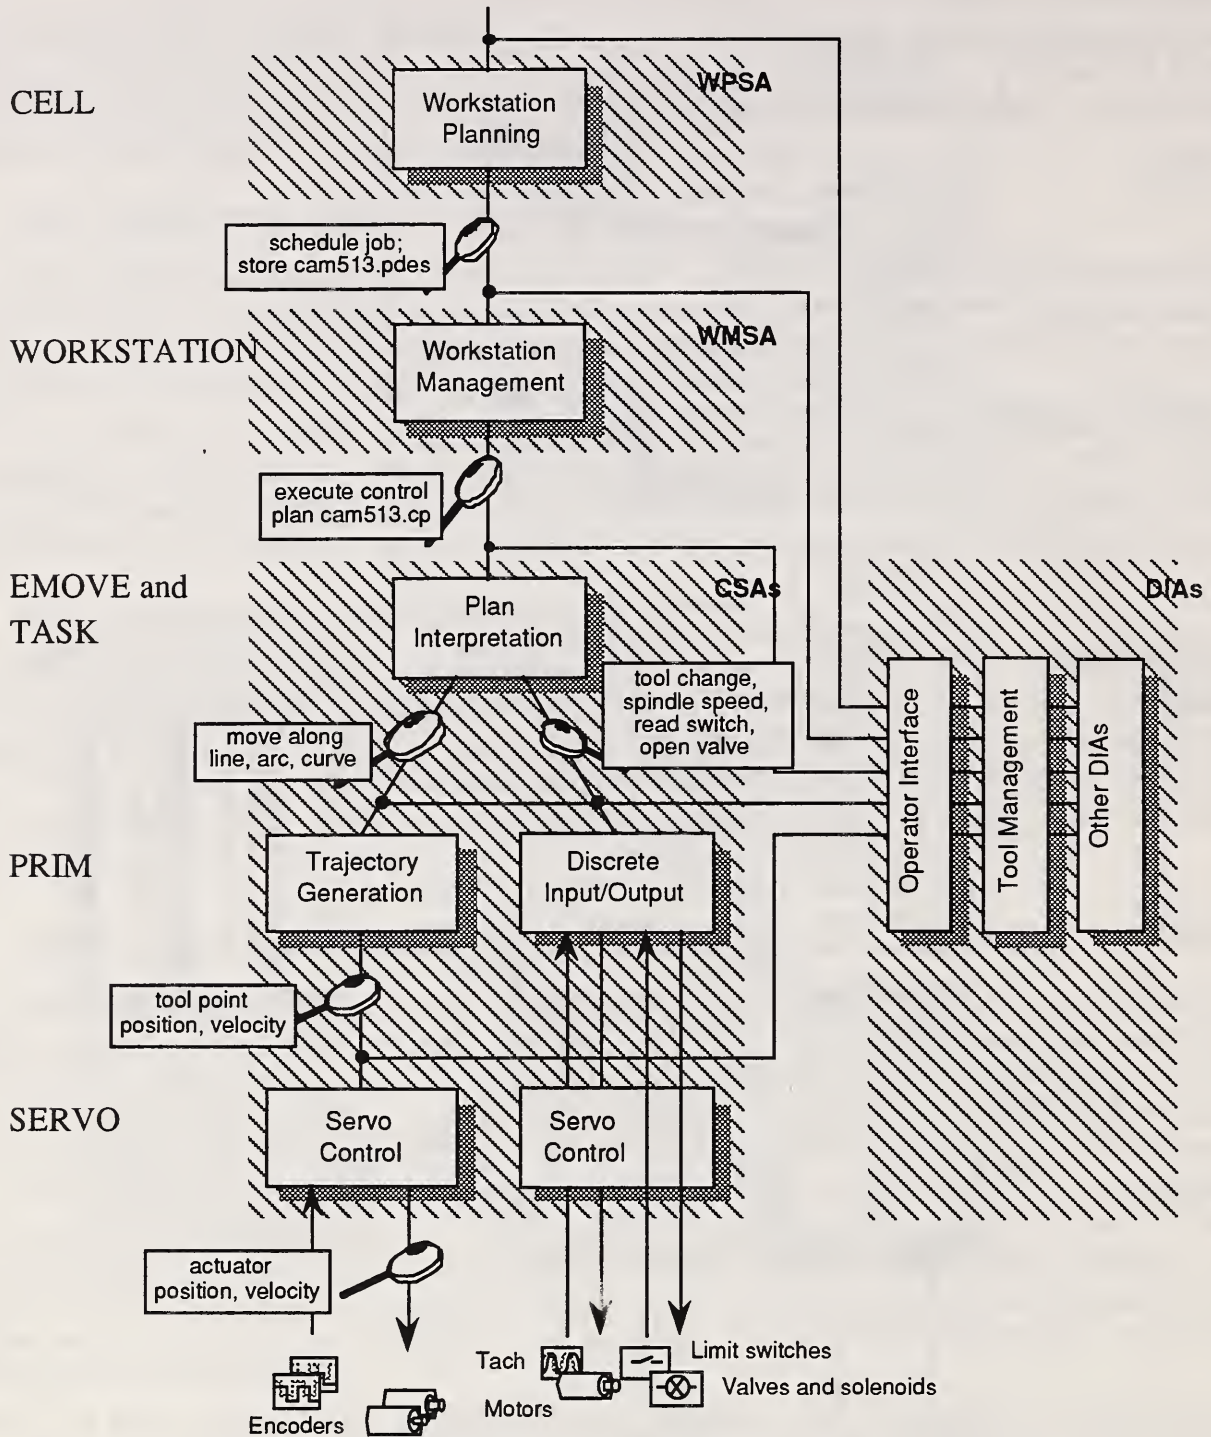 CELL
WPSA
Workstation
Planning
schedule job;
store cam513.pdes
WORKSTATION
WMSA
Workstation
Management
execute control
plan cam513.cp
EMOVE and
TASK
CSAs
DIAs
Plan
Interpretation
tool change,
spindle speed,
read switch,
open valve
move along
line, arc, curve
Operator Interface
Tool Management
Other DIAs
PRIM
Trajectory
Generation
Discrete
Input/Output
tool point
position, velocity
SERVO
Servo
Control
Servo
Control
actuator
position, velocity
Tach
Limit switches
Valves and solenoids
Motors
Encoders